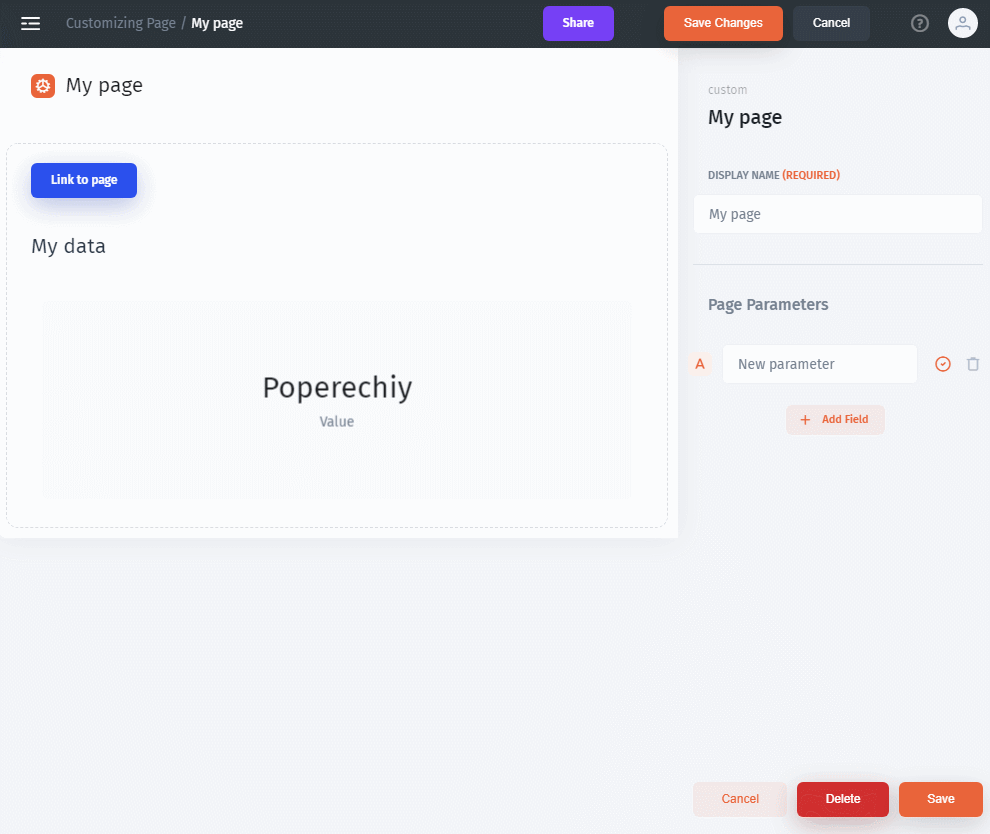 Customizing Page / My page
Share
Save Changes
Cancel
?
My page
Link to page
My data
Poperechiy
Value
custom
My page
DISPLAY NAME (REQUIRED)
My page
Page Parameters
A
New parameter
+ Add Field
Cancel
Delete
Save